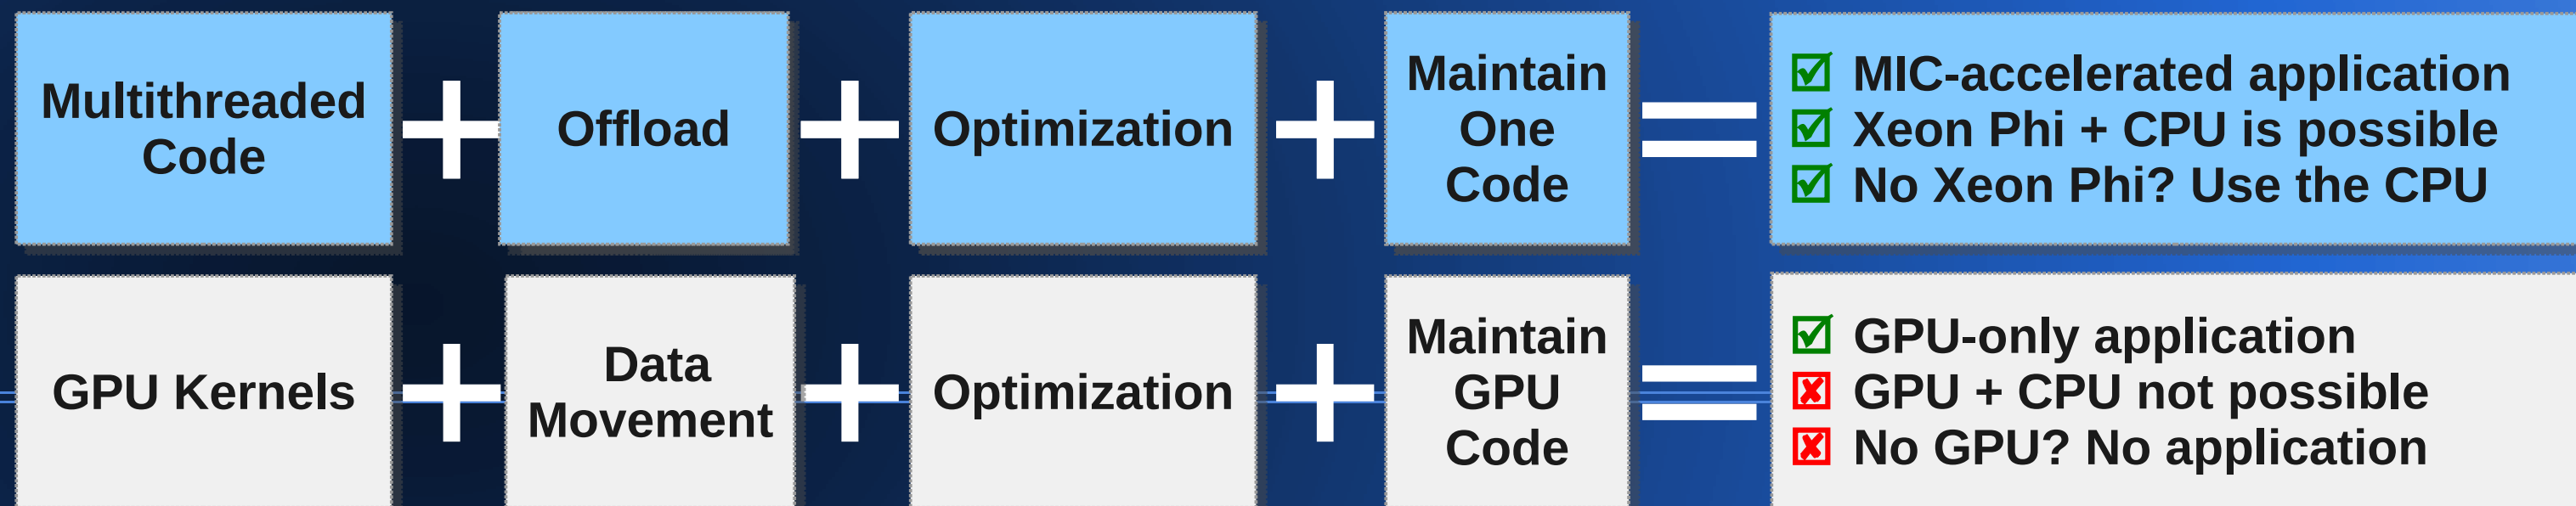 Multithreaded
Code
+
Offload
+
Optimization
+
Maintain
One
Code
=
☑ MIC-accelerated application
☑ Xeon Phi + CPU is possible
☑ No Xeon Phi? Use the CPU
GPU Kernels
+
Data
Movement
+
Optimization
+
Maintain
GPU
Code
=
☑ GPU-only application
☒ GPU + CPU not possible
☒ No GPU? No application